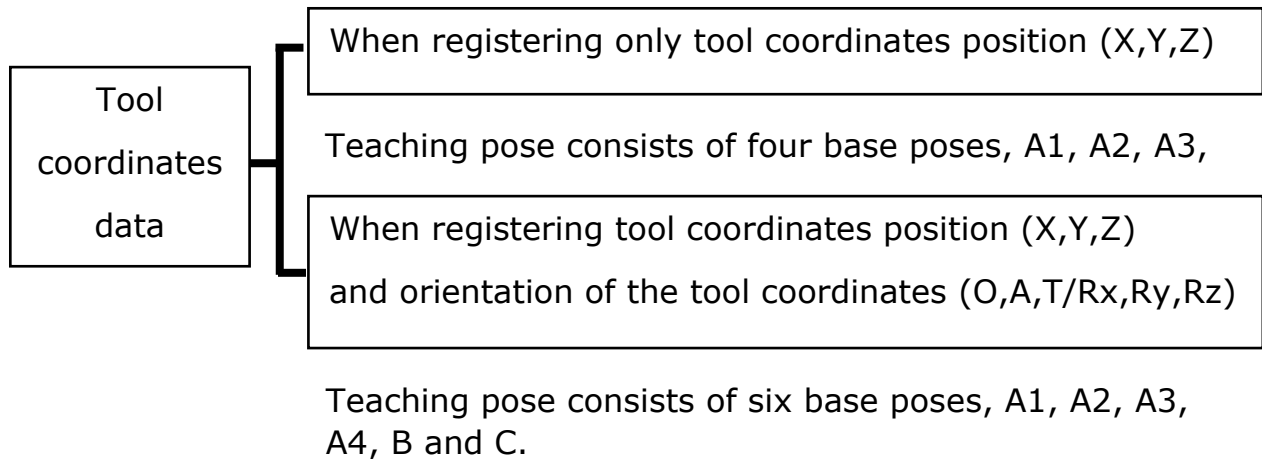 Tool
coordinates
data
When registering only tool coordinates position (X,Y,Z)
Teaching pose consists of four base poses, A1, A2, A3,
When registering tool coordinates position (X,Y,Z)
and orientation of the tool coordinates (O,A,T/Rx,Ry,Rz)
Teaching pose consists of six base poses, A1, A2, A3,
A4, B and C.